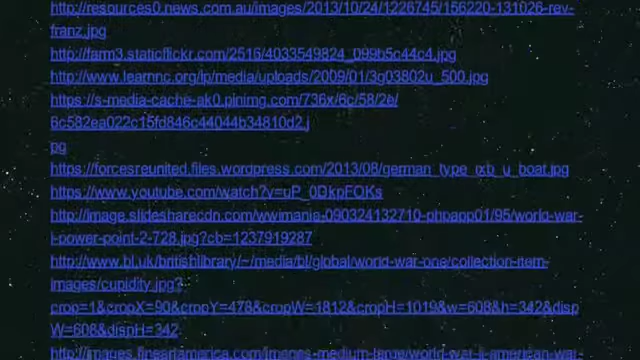 http://resources0.news.com.au/images/2013/10/24/1226745/156220-131026-rev-
franz.jpg
http://farm3.staticflickr.com/2516/4033549824_099b5c44c4.jpg
http://www.learnnc.org/lp/media/uploads/2009/01/3g03802u_500.jpg
https://s-media-cache-ak0.pinimg.com/736x/6c/58/2e/
6c582ea022c15fd846c44044b34810d2.j
pg
https://forcesreunited.files.wordpress.com/2013/08/german_type_ixb_u_boat.jpg
https://www.youtube.com/watch?v=uP_0DkpFOKs
http://image.slidesharecdn.com/wwimania-090324132710-phpapp01/95/world-war-
i-power-point-2-728.jpg?cb=1237919287
http://www.bl.uk/britishlibrary/~/media/bl/global/world-war-one/collection-item-
images/cupidity.jpg?
crop=1&cropX=90&cropY=478&cropW=1812&cropH=1019&w=608&h=342&disp
W=608&dispH=342